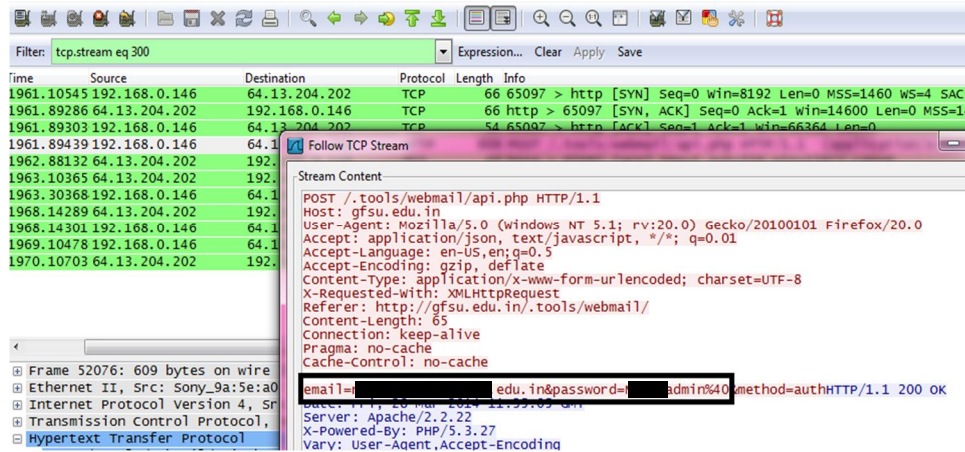 Filter: tcp.stream eq 300 Expression... Clear Apply Save
Time Source Destination Protocol Length Info
1961.10545 192.168.0.146 64.13.204.202 TCP 66 65097 > http [SYN] Seq=0 Win=8192 Len=0 MSS=1460 WS=4 SAC
1961.89286 64.13.204.202 192.168.0.146 TCP 66 http > 65097 [SYN, ACK] Seq=0 Ack=1 Win=14600 Len=0 MSS=1
1961.89303 192.168.0.146 64.13.204.202 TCP 54 65097 > http [ACK] Seq=1 Ack=1 Win=66364 Len=0
1961.89439 192.168.0.146 64.1
1962.88132 64.13.204.202 192.
1963.10365 64.13.204.202 192.
1963.30368 192.168.0.146 64.1
1968.14289 64.13.204.202 192.
1968.14301 192.168.0.146 64.1
1969.10478 192.168.0.146 64.1
1970.10703 64.13.204.202 192.
Follow TCP Stream
Stream Content
POST /.tools/webmail/api.php HTTP/1.1
Host: gfsu.edu.in
User-Agent: Mozilla/5.0 (Windows NT 5.1; rv:20.0) Gecko/20100101 Firefox/20.0
Accept: application/json, text/javascript, */*; q=0.01
Accept-Language: en-US,en;q=0.5
Accept-Encoding: gzip, deflate
Content-Type: application/x-www-form-urlencoded; charset=UTF-8
X-Requested-With: XMLHttpRequest
Referer: http://gfsu.edu.in/.tools/webmail/
Content-Length: 65
Connection: keep-alive
Pragma: no-cache
Cache-Control: no-cache
email= edu.in&password= admin%40&method=authHTTP/1.1 200 OK
Server: Apache/2.2.22
X-Powered-By: PHP/5.3.27
Vary: User-Agent,Accept-Encoding
Frame 52076: 609 bytes on wire
Ethernet II, Src: Sony_9a:5e:a0
Internet Protocol Version 4, Sr
Transmission Control Protocol,
Hypertext Transfer Protocol